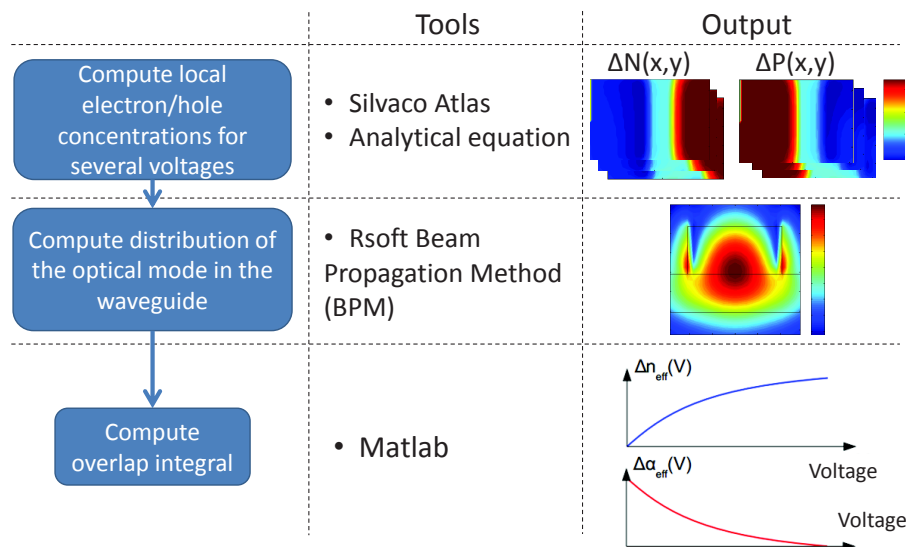 Tools
Output
Compute local
electron/hole
concentrations for
several voltages
• Silvaco Atlas
• Analytical equation
ΔN(x,y)
ΔP(x,y)
Compute distribution of
the optical mode in the
waveguide
• Rsoft Beam
Propagation Method
(BPM)
Compute
overlap integral
• Matlab
Δn_eff(V)
Voltage
Δα_eff(V)
Voltage